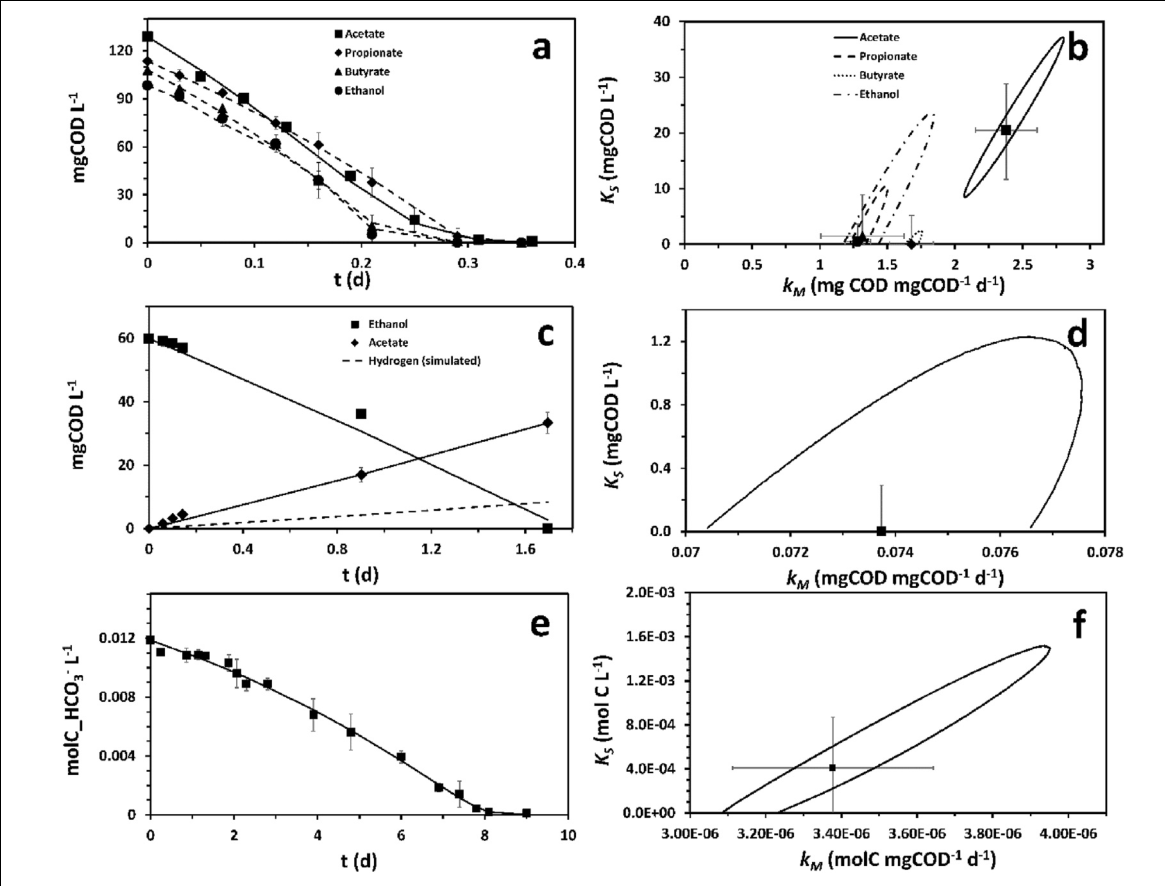 a
Acetate
Propionate
Butyrate
Ethanol
120
90
60
30
0
mgCOD L-1
0
0.1
0.2
0.3
0.4
t (d)
b
Acetate
Propionate
Butyrate
Ethanol
40
30
20
10
0
KS (mgCOD L-1)
0
0.5
1
1.5
2
2.5
3
kM (mg COD mgCOD-1 d-1)
c
Ethanol
Acetate
Hydrogen (simulated)
60
40
20
0
mgCOD L-1
0
0.4
0.8
1.2
1.6
t (d)
d
1.2
0.8
0.4
0.0
KS (mgCOD L-1)
0.07
0.072
0.074
0.076
0.078
kM (mgCOD mgCOD-1 d-1)
e
0.012
0.008
0.004
0
molC_HCO3- L-1
0
2
4
6
8
10
t (d)
f
2.0E-03
1.6E-03
1.2E-03
8.0E-04
4.0E-04
0.0E+00
KS (mol C L-1)
3.00E-06
3.20E-06
3.40E-06
3.60E-06
3.80E-06
4.00E-06
kM (molC mgCOD-1 d-1)